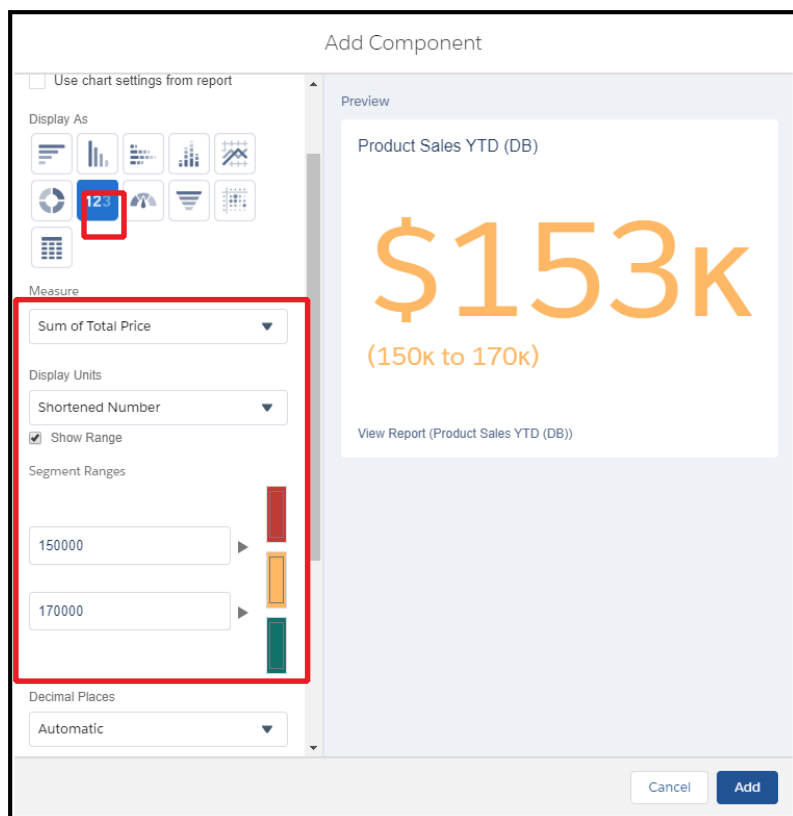 Add Component
Use chart settings from report
Display As
123
Measure
Sum of Total Price
Display Units
Shortened Number
Show Range
Segment Ranges
150000
170000
Decimal Places
Automatic
Preview
Product Sales YTD (DB)
$153K
(150K to 170K)
View Report (Product Sales YTD (DB))
Cancel
Add